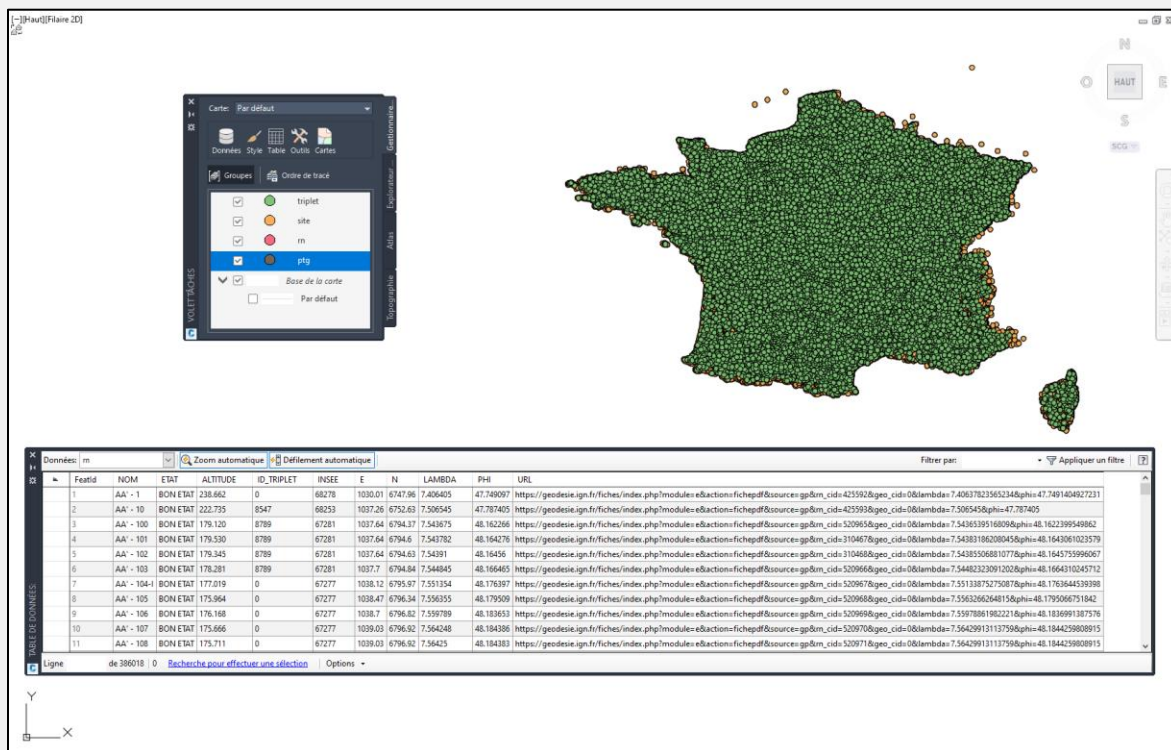 [−][Haut][Filaire 2D]
N
O HAUT E
S
SCG
Carte: Par défaut
Données Style Table Outils Cartes
Groupes Ordre de tracé
triplet
site
rn
ptg
Base de la carte
Par défaut
VOLET TÂCHES
Gestionnaire...
Explorateur ...
Atlas
Topographie
Données: rn Zoom automatique Défilement automatique Filtrer par: Appliquer un filtre
FeatId NOM ETAT ALTITUDE ID_TRIPLET INSEE E N LAMBDA PHI URL
1 AA' - 1 BON ETAT 238.662 0 68278 1030.01 6747.96 7.406405 47.749097 https://geodesie.ign.fr/fiches/index.php?module=e&action=fichepdf&source=gp&rn_cid=425592&geo_cid=0&lambda=7.40637823565234&phi=47.7491404927231
2 AA' - 10 BON ETAT 222.735 8547 68253 1037.26 6752.63 7.506545 47.787405 https://geodesie.ign.fr/fiches/index.php?module=e&action=fichepdf&source=gp&rn_cid=425593&geo_cid=0&lambda=7.506545&phi=47.787405
3 AA' - 100 BON ETAT 179.120 8789 67281 1037.64 6794.37 7.543675 48.162266 https://geodesie.ign.fr/fiches/index.php?module=e&action=fichepdf&source=gp&rn_cid=520965&geo_cid=0&lambda=7.5436539516809&phi=48.1622399549862
4 AA' - 101 BON ETAT 179.530 8789 67281 1037.64 6794.6 7.543782 48.164276 https://geodesie.ign.fr/fiches/index.php?module=e&action=fichepdf&source=gp&rn_cid=310467&geo_cid=0&lambda=7.54383186208045&phi=48.1643061023579
5 AA' - 102 BON ETAT 179.345 8789 67281 1037.64 6794.63 7.54391 48.16456 https://geodesie.ign.fr/fiches/index.php?module=e&action=fichepdf&source=gp&rn_cid=310468&geo_cid=0&lambda=7.54385506881077&phi=48.1645755996067
6 AA' - 103 BON ETAT 178.281 8789 67281 1037.7 6794.84 7.544845 48.166465 https://geodesie.ign.fr/fiches/index.php?module=e&action=fichepdf&source=gp&rn_cid=520966&geo_cid=0&lambda=7.54482323091202&phi=48.1664310245712
7 AA' - 104-I BON ETAT 177.019 0 67277 1038.12 6795.97 7.551354 48.176397 https://geodesie.ign.fr/fiches/index.php?module=e&action=fichepdf&source=gp&rn_cid=520967&geo_cid=0&lambda=7.55133875275087&phi=48.1763644539398
8 AA' - 105 BON ETAT 175.964 0 67277 1038.47 6796.34 7.556355 48.179509 https://geodesie.ign.fr/fiches/index.php?module=e&action=fichepdf&source=gp&rn_cid=520968&geo_cid=0&lambda=7.5563266264815&phi=48.1795066751842
9 AA' - 106 BON ETAT 176.168 0 67277 1038.7 6796.82 7.559789 48.183653 https://geodesie.ign.fr/fiches/index.php?module=e&action=fichepdf&source=gp&rn_cid=520969&geo_cid=0&lambda=7.55978861982221&phi=48.1836991387576
10 AA' - 107 BON ETAT 175.666 0 67277 1039.03 6796.92 7.564248 48.184386 https://geodesie.ign.fr/fiches/index.php?module=e&action=fichepdf&source=gp&rn_cid=520970&geo_cid=0&lambda=7.56429913113759&phi=48.1844259808915
11 AA' - 108 BON ETAT 175.711 0 67277 1039.03 6796.92 7.56425 48.184383 https://geodesie.ign.fr/fiches/index.php?module=e&action=fichepdf&source=gp&rn_cid=520971&geo_cid=0&lambda=7.56429913113759&phi=48.1844259808915
TABLE DE DONNÉES:
Ligne de 386018 0 Recherche pour effectuer une sélection Options
Y
X